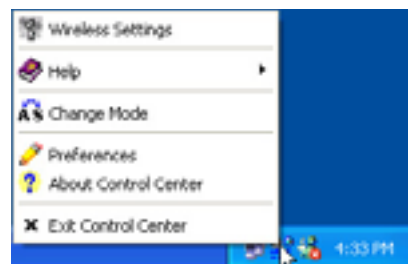 Wireless Settings
Help
Change Mode
Preferences
About Control Center
Exit Control Center
4:33 PM